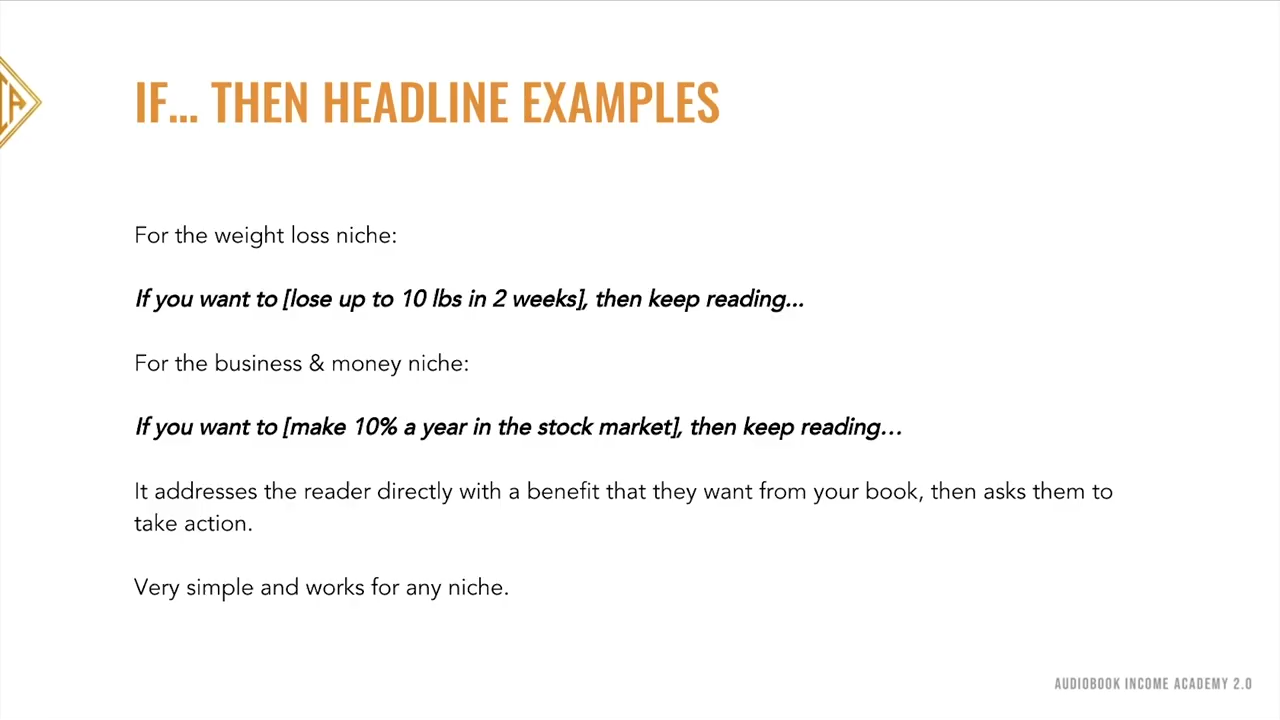 IF... THEN HEADLINE EXAMPLES
For the weight loss niche:
If you want to [lose up to 10 lbs in 2 weeks], then keep reading...
For the business & money niche:
If you want to [make 10% a year in the stock market], then keep reading...
It addresses the reader directly with a benefit that they want from your book, then asks them to
take action.
Very simple and works for any niche.
AUDIOBOOK INCOME ACADEMY 2.0